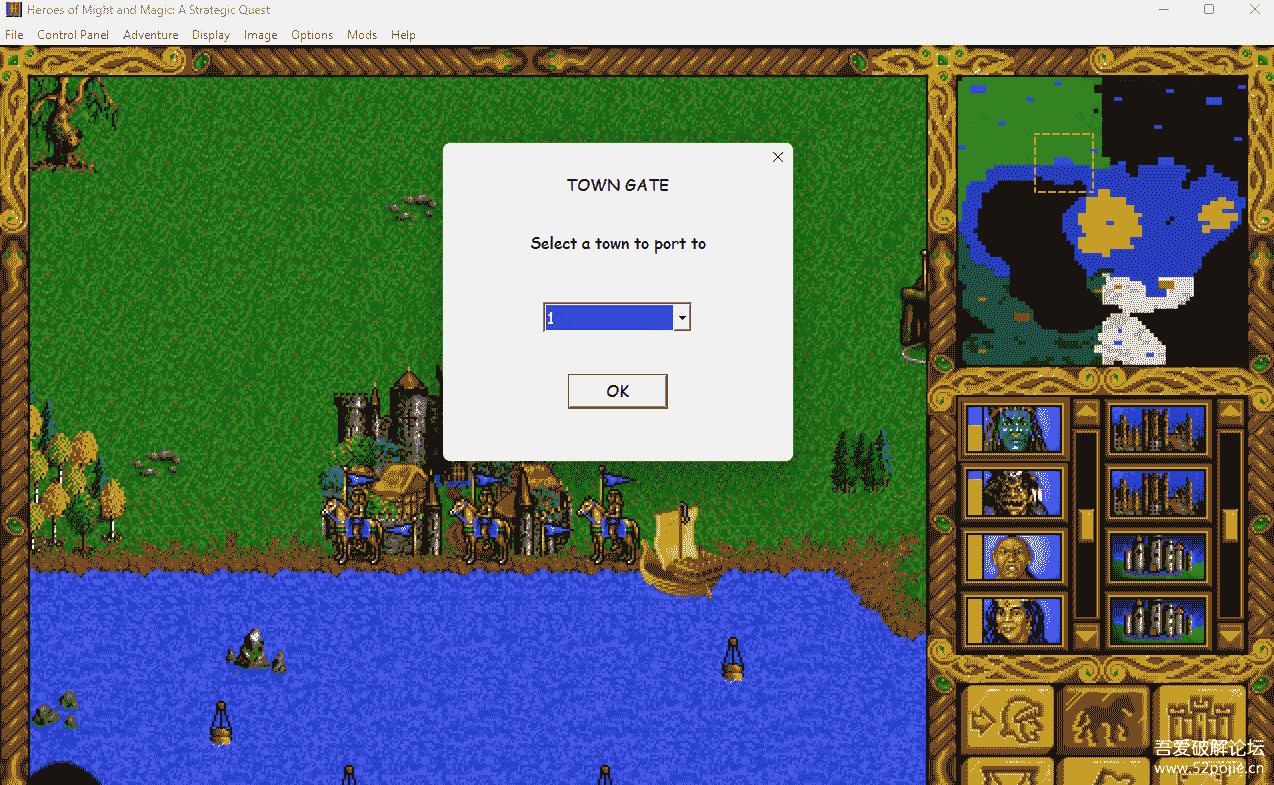 Heroes of Might and Magic: A Strategic Quest
File Control Panel Adventure Display Image Options Mods Help
TOWN GATE
Select a town to port to
1
OK
吾爱破解论坛
www.52pojie.cn